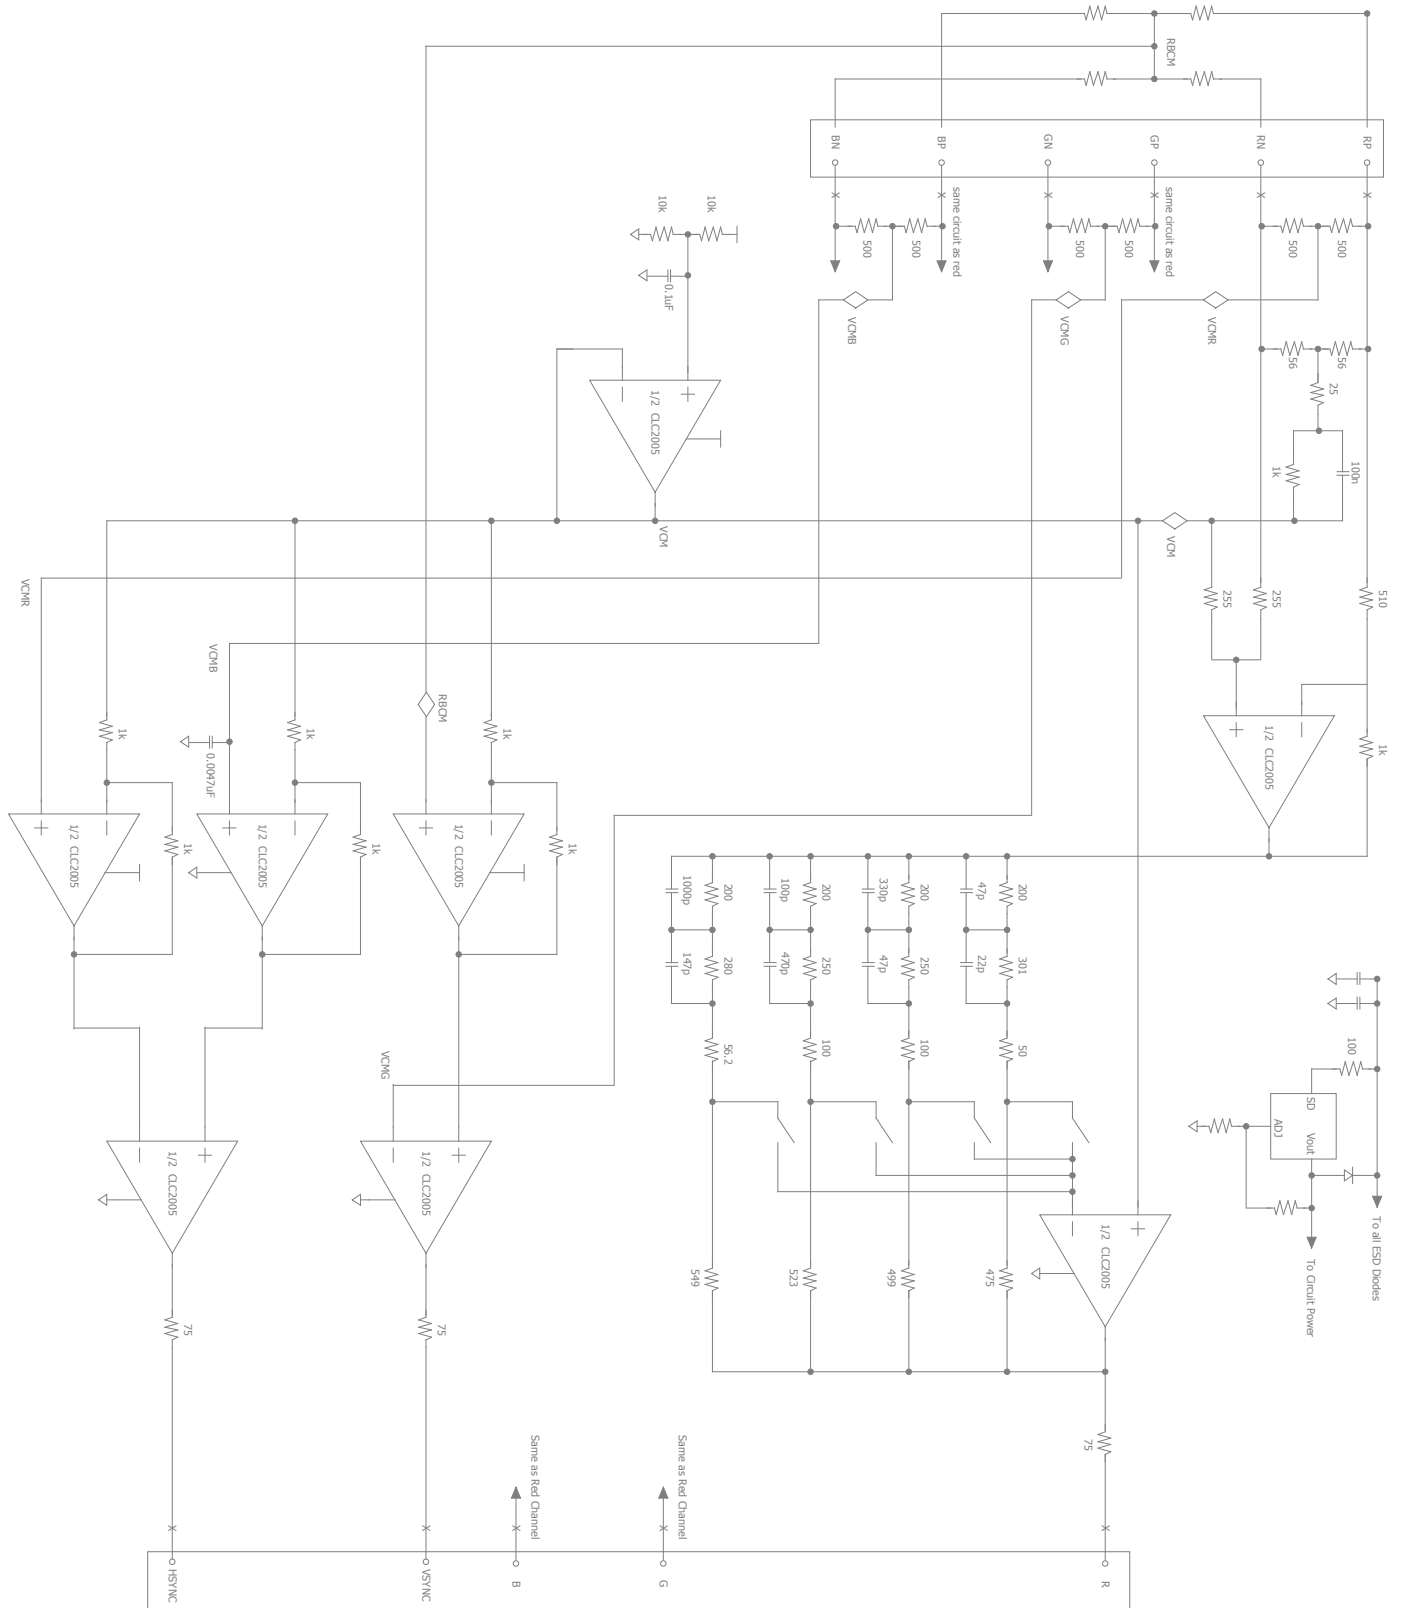 RBCM
BN
BP
GN
GP
RN
RP
same circuit as red
same circuit as red
10k
10k
0.1uF
500
500
500
500
500
500
VCMB
VCMG
VCMR
56
56
25
1k
100n
1/2 CLC2005
VCM
VCM
VCMR
255
255
510
VCMB
RBCM
1k
1k
1k
0.0047uF
1/2 CLC2005
1k
1/2 CLC2005
1/2 CLC2005
1/2 CLC2005
1k
1k
1k
1000p
200
100p
200
330p
200
47p
200
147p
280
470p
250
47p
250
22p
301
56.2
100
100
50
VCMG
100
SD
ADJ
Vout
To all ESD Diodes
To Circuit Power
1/2 CLC2005
1/2 CLC2005
1/2 CLC2005
549
523
499
475
75
75
75
Same as Red Channel
Same as Red Channel
HSYNC
VSYNC
B
G
R